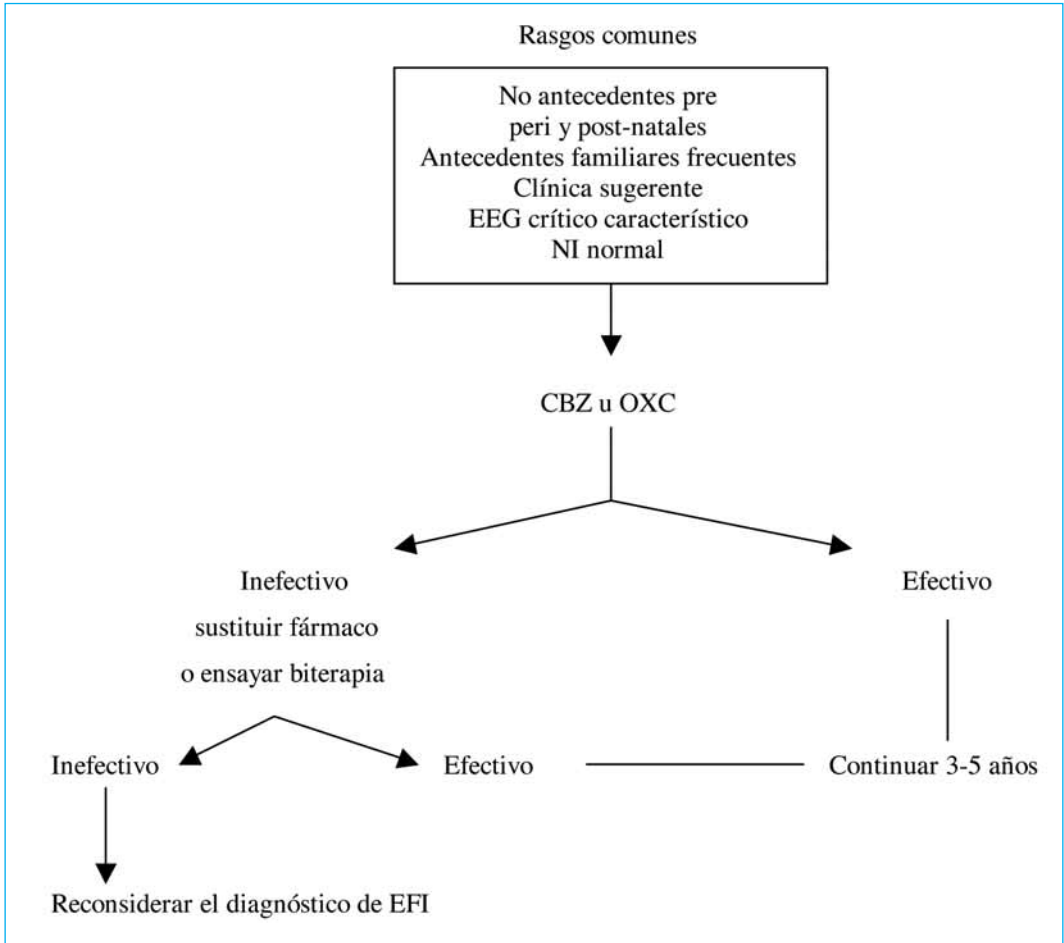 Rasgos comunes
No antecedentes pre
peri y post-natales
Antecedentes familiares frecuentes
Clínica sugerente
EEG crítico característico
NI normal
CBZ u OXC
Inefectivo
sustituir fármaco
o ensayar biterapia
Efectivo
Inefectivo
Efectivo
Continuar 3-5 años
Reconsiderar el diagnóstico de EFI